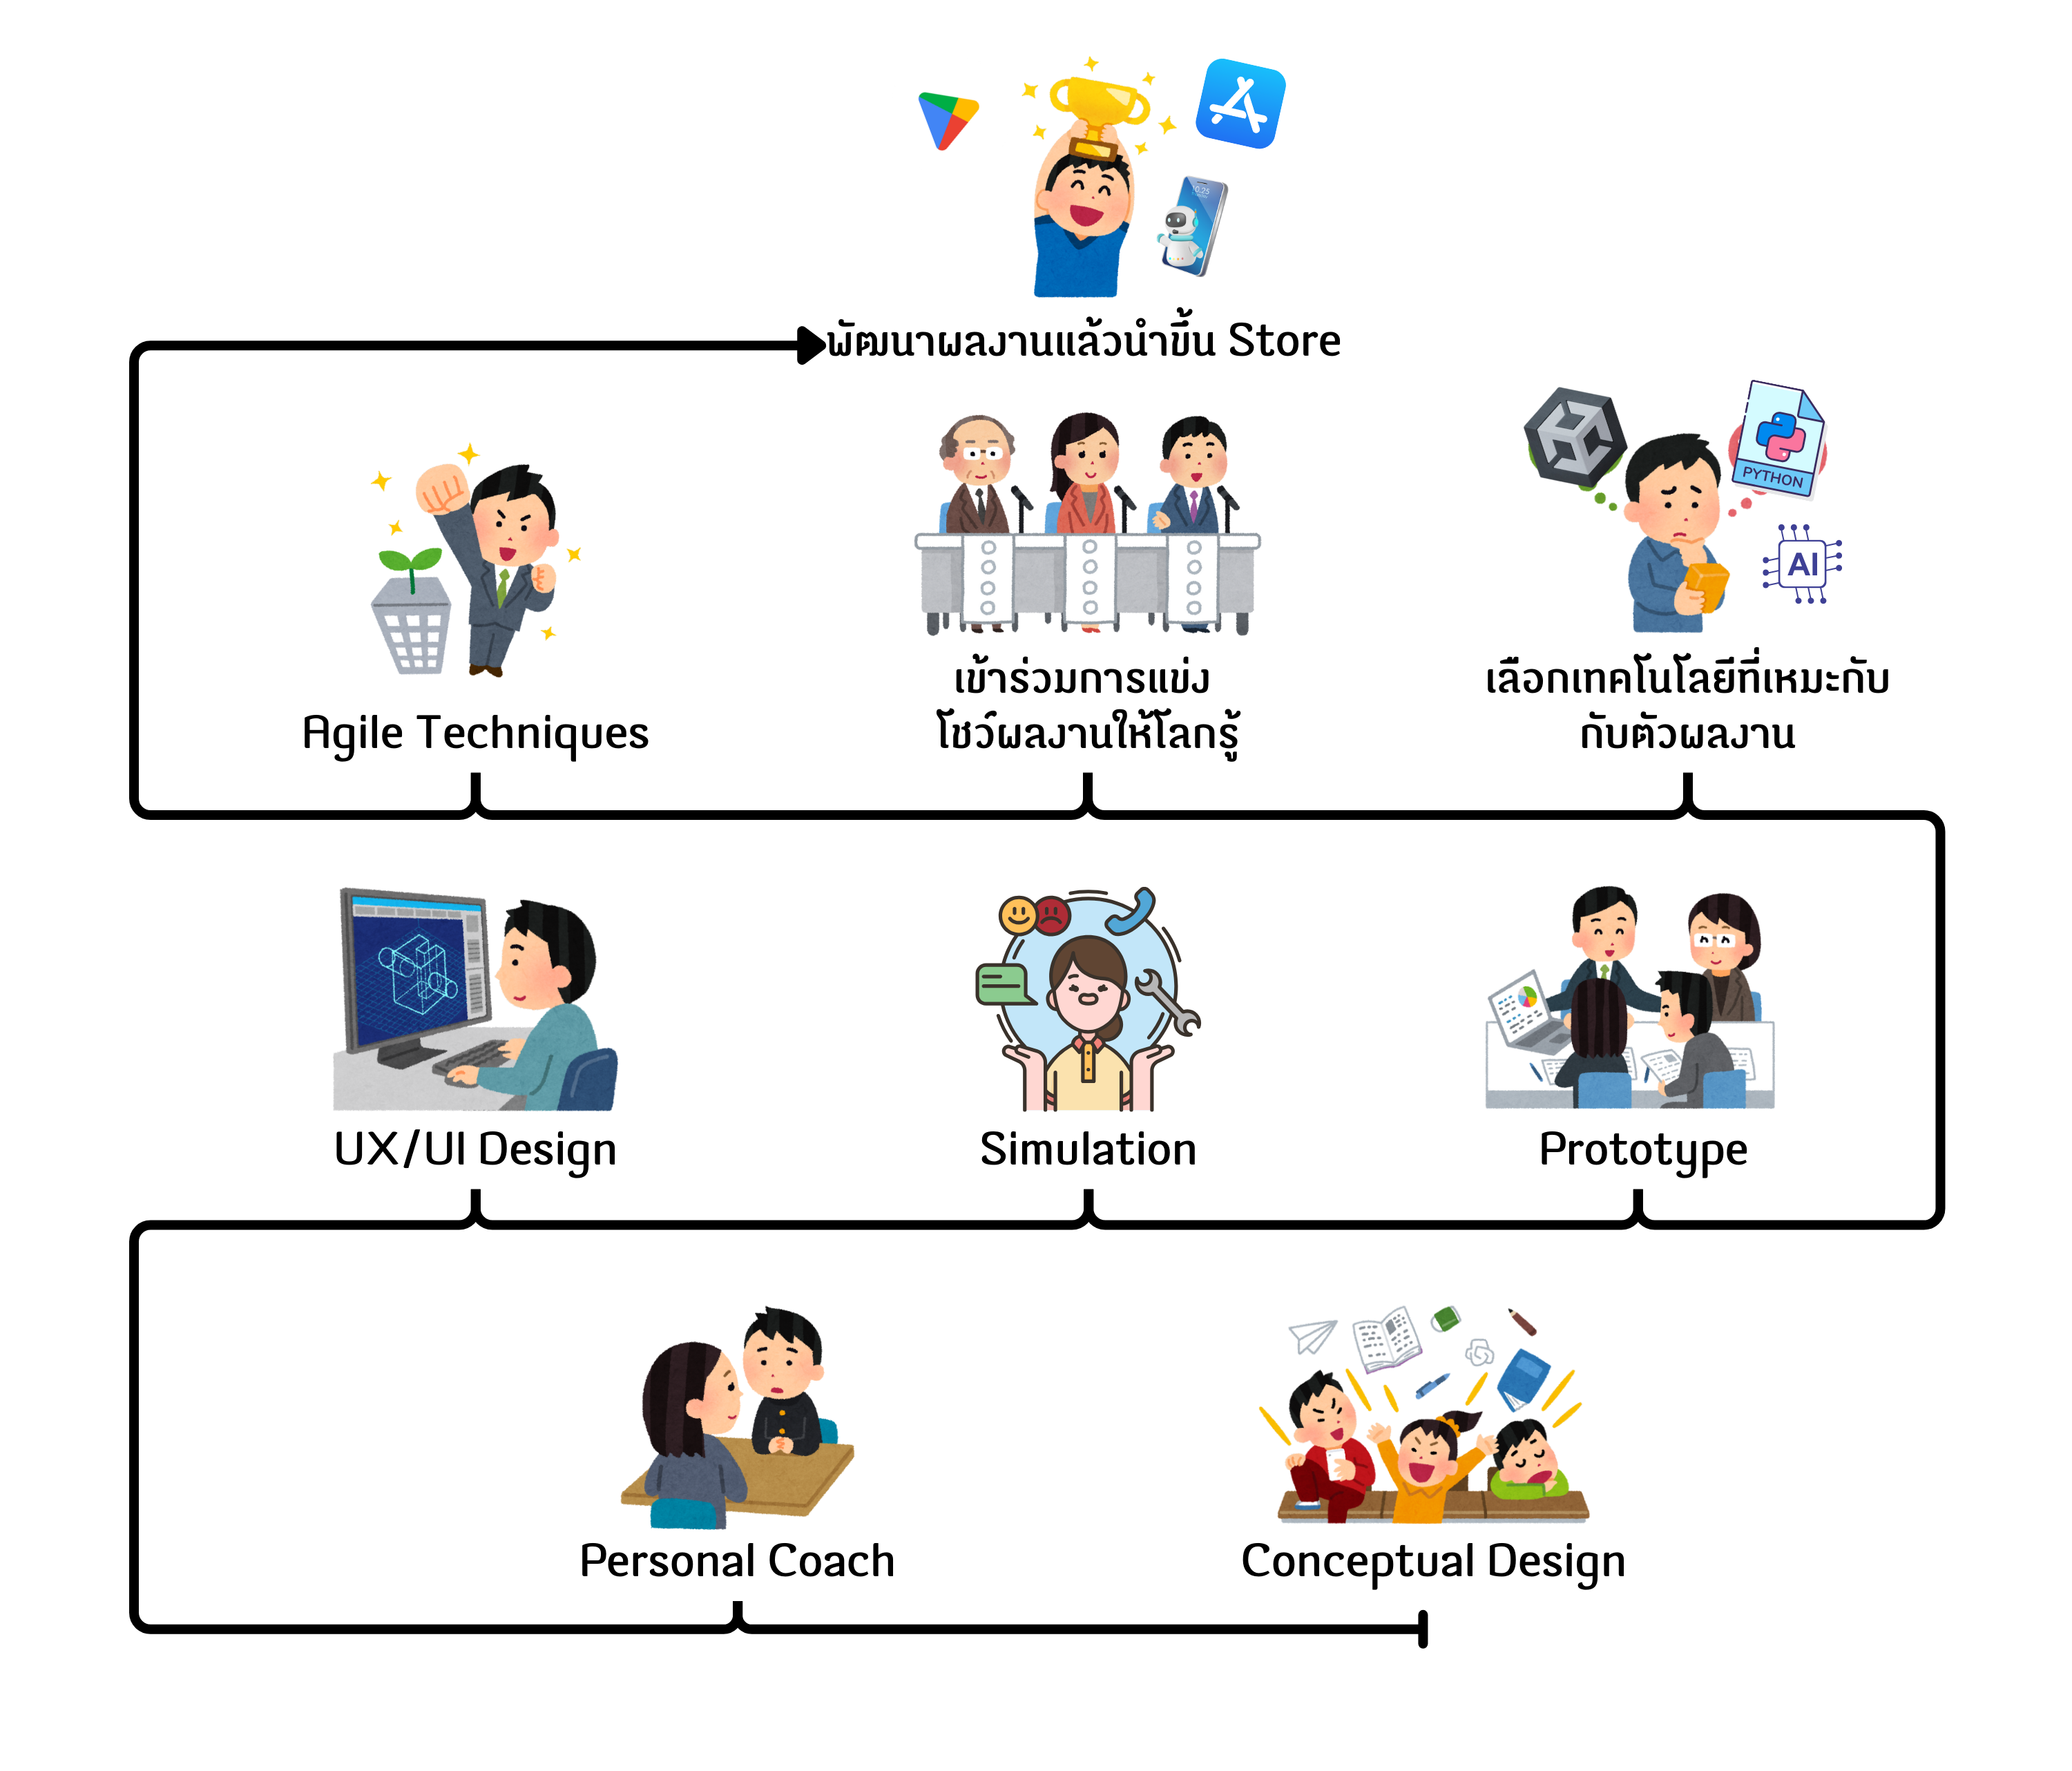 พัฒนาผลงานแล้วนำขึ้น Store
10:25
PYTHON
AI
Agile Techniques
เข้าร่วมการแข่ง
โชว์ผลงานให้โลกรู้
เลือกเทคโนโลยีที่เหมะกับ
กับตัวผลงาน
UX/UI Design
Simulation
Prototype
Personal Coach
Conceptual Design